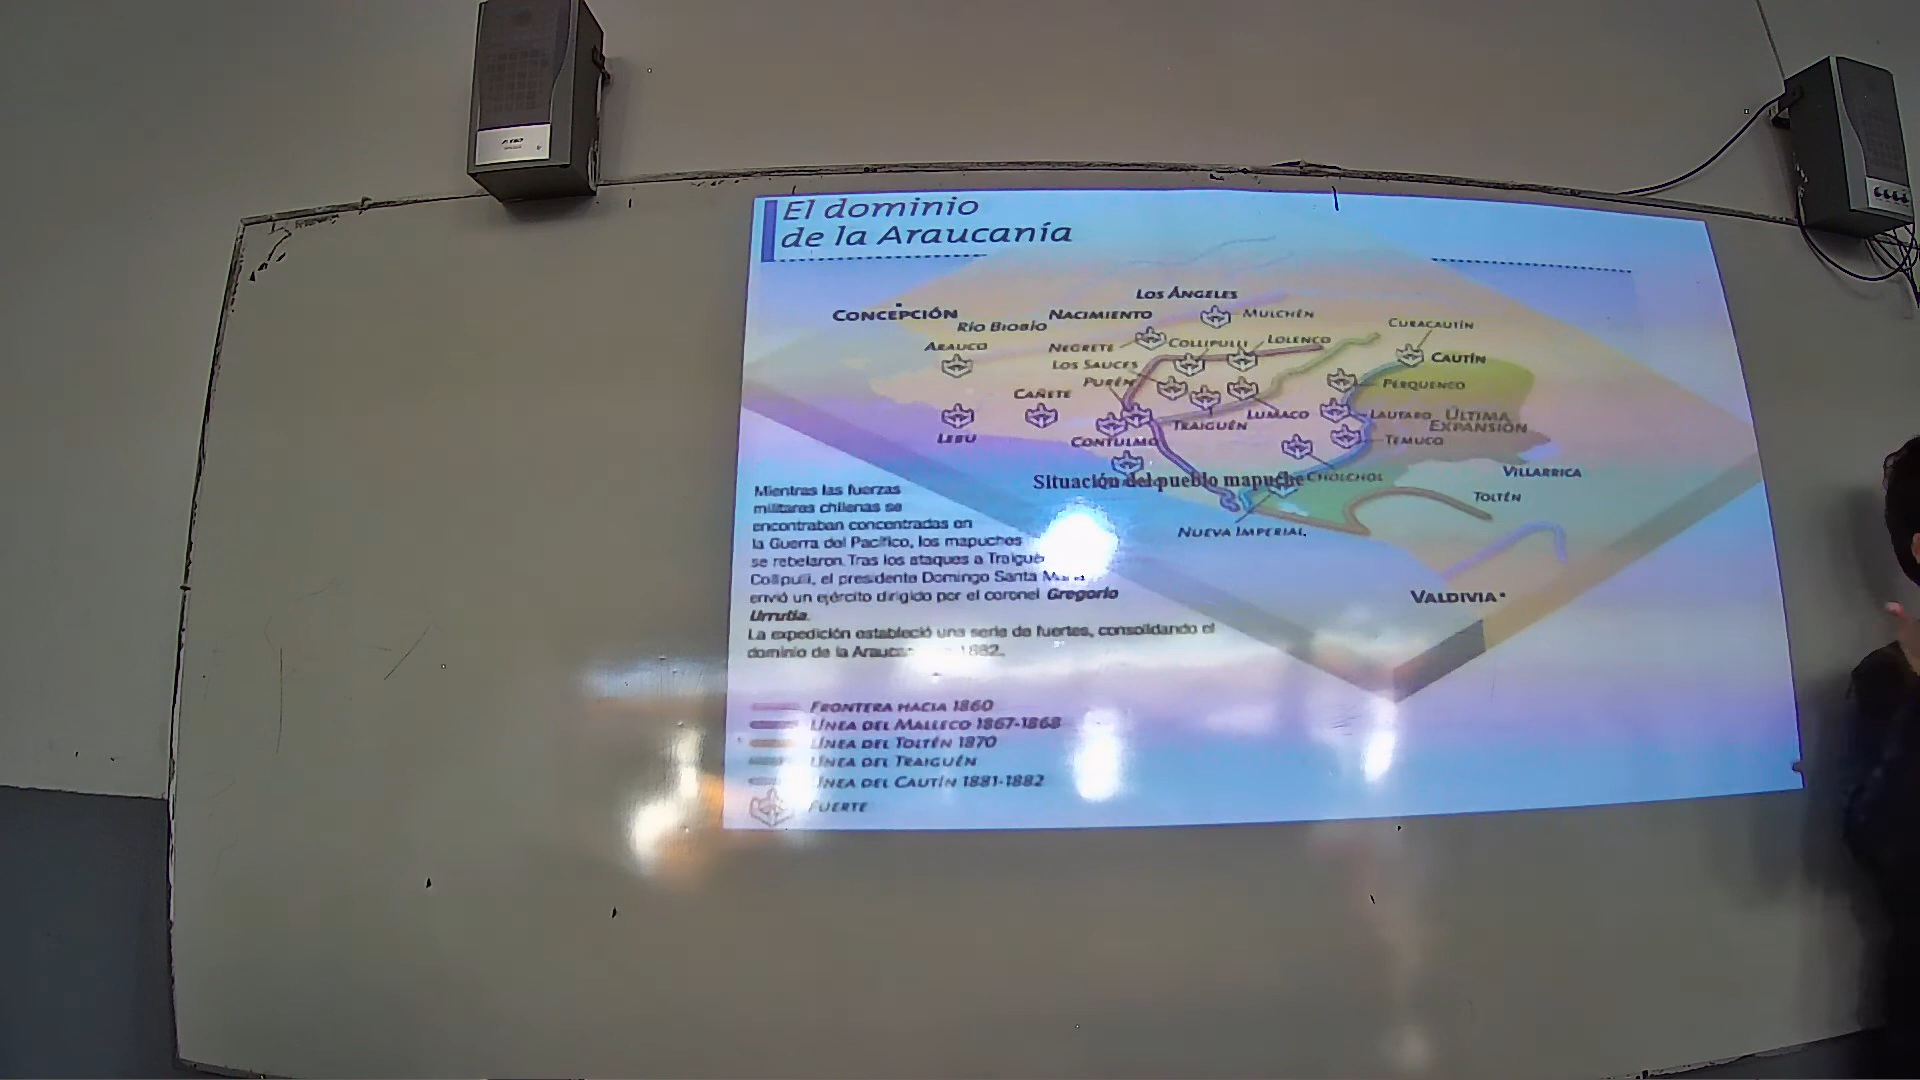 El dominio
de la Araucanía
Los Ángeles
Concepción
Nacimiento
Mulchén
Río Biobío
Curacautín
Arauco
Negrete
Collipulli
Lolenco
Cautín
Los Sauces
Purén
Perquenco
Cañete
Lumaco
Lautaro
Última
Expansión
Traiguén
Lebu
Contulmo
Temuco
Villarrica
Situación del pueblo mapuche
Cholchol
Toltén
Nueva Imperial
Valdivia
Mientras las fuerzas
militares chilenas se
encontraban concentradas en
la Guerra del Pacífico, los mapuches
se rebelaron. Tras los ataques a
Collipulli, el presidente Domingo Santa
envió un ejército dirigido por el coronel Gregorio
Urrutia.
La expedición estableció una serie de fuertes, consolidando el
dominio de la 1882.
Frontera hacia 1860
Línea del Malleco 1867-1868
Línea del Toltén 1870
Línea del Traiguén
Línea del Cautín 1881-1882
Fuerte